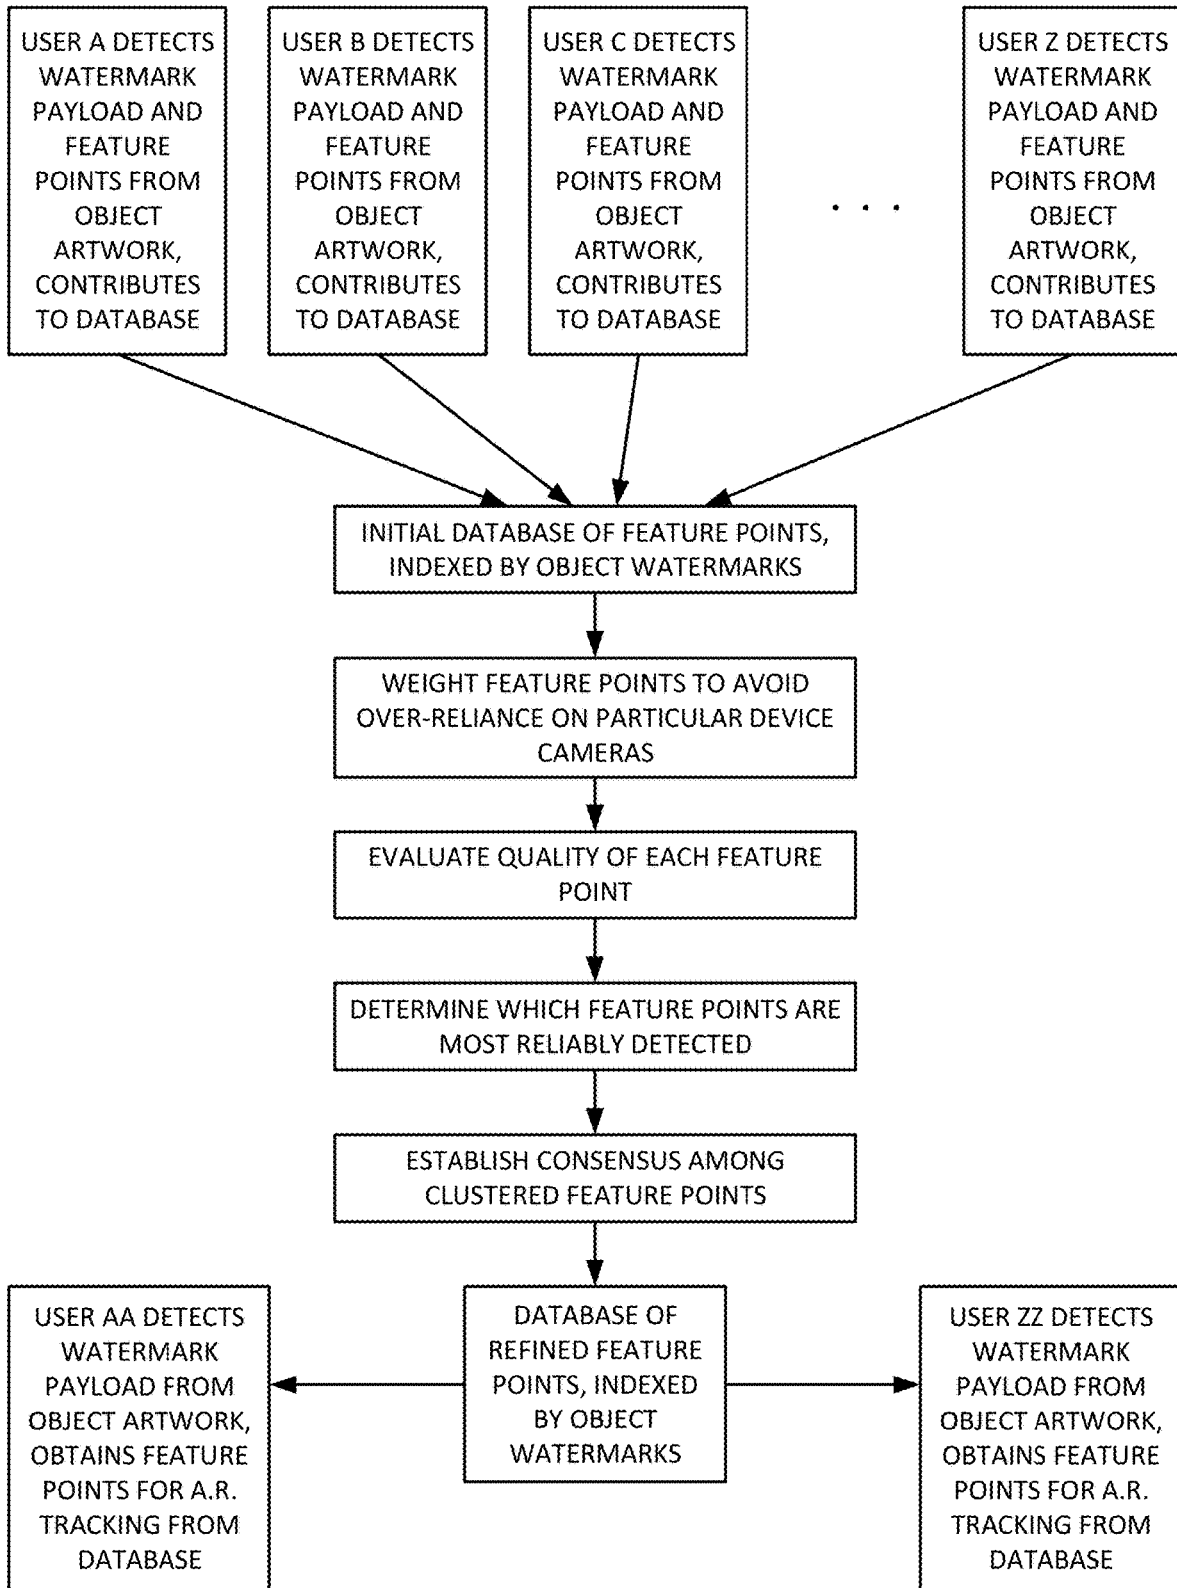 USER A DETECTS
WATERMARK
PAYLOAD AND
FEATURE
POINTS FROM
OBJECT
ARTWORK,
CONTRIBUTES
TO DATABASE
USER B DETECTS
WATERMARK
PAYLOAD AND
FEATURE
POINTS FROM
OBJECT
ARTWORK,
CONTRIBUTES
TO DATABASE
USER C DETECTS
WATERMARK
PAYLOAD AND
FEATURE
POINTS FROM
OBJECT
ARTWORK,
CONTRIBUTES
TO DATABASE
. . .
USER Z DETECTS
WATERMARK
PAYLOAD AND
FEATURE
POINTS FROM
OBJECT
ARTWORK,
CONTRIBUTES
TO DATABASE
INITIAL DATABASE OF FEATURE POINTS,
INDEXED BY OBJECT WATERMARKS
WEIGHT FEATURE POINTS TO AVOID
OVER-RELIANCE ON PARTICULAR DEVICE
CAMERAS
EVALUATE QUALITY OF EACH FEATURE
POINT
DETERMINE WHICH FEATURE POINTS ARE
MOST RELIABLY DETECTED
ESTABLISH CONSENSUS AMONG
CLUSTERED FEATURE POINTS
USER AA DETECTS
WATERMARK
PAYLOAD FROM
OBJECT ARTWORK,
OBTAINS FEATURE
POINTS FOR A.R.
TRACKING FROM
DATABASE
DATABASE OF
REFINED FEATURE
POINTS, INDEXED
BY OBJECT
WATERMARKS
USER ZZ DETECTS
WATERMARK
PAYLOAD FROM
OBJECT ARTWORK,
OBTAINS FEATURE
POINTS FOR A.R.
TRACKING FROM
DATABASE